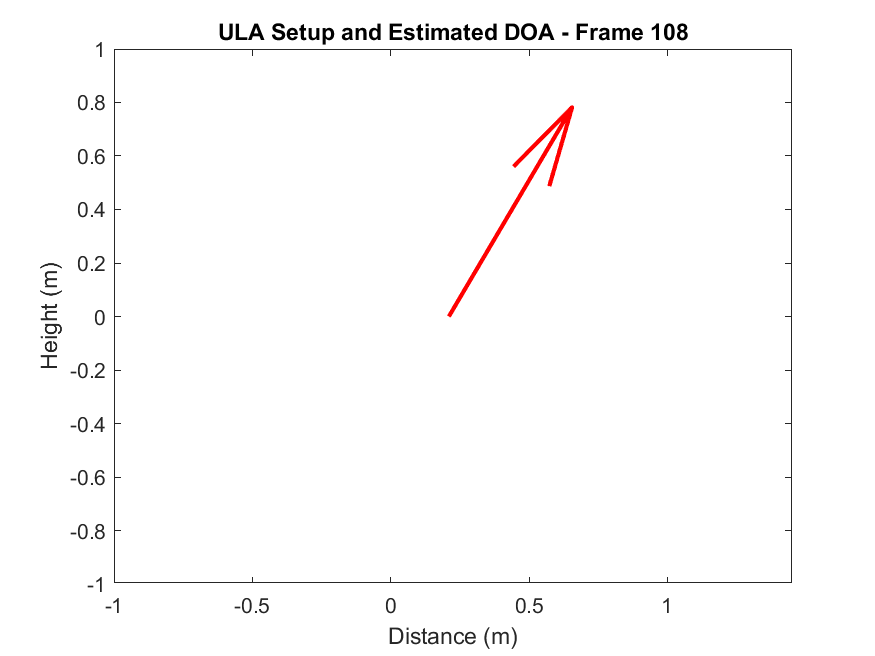 ULA Setup and Estimated DOA - Frame 108
1
0.8
0.6
0.4
0.2
0
-0.2
-0.4
-0.6
-0.8
-1
Height (m)
-1 -0.5 0 0.5 1
Distance (m)